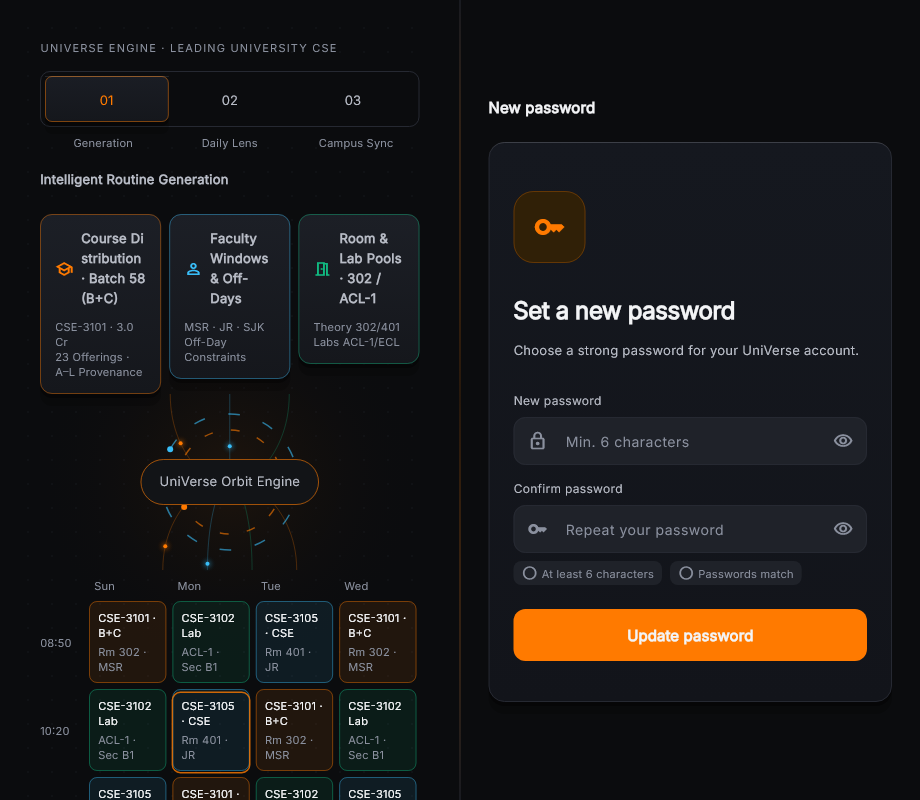 UNIVERSE ENGINE · LEADING UNIVERSITY CSE
01
02
03
Generation
Daily Lens
Campus Sync
Intelligent Routine Generation
Course Di
stribution
· Batch 58
(B+C)
CSE-3101 · 3.0
Cr
23 Offerings ·
A–L Provenance
Faculty
Windows
& Off-
Days
MSR · JR · SJK
Off-Day
Constraints
Room &
Lab Pools
· 302 /
ACL-1
Theory 302/401
Labs ACL-1/ECL
UniVerse Orbit Engine
Sun
Mon
Tue
Wed
08:50
CSE-3101 ·
B+C
Rm 302 ·
MSR
CSE-3102
Lab
ACL-1 ·
Sec B1
CSE-3105
· CSE
Rm 401 ·
JR
CSE-3101 ·
B+C
Rm 302 ·
MSR
10:20
CSE-3102
Lab
ACL-1 ·
Sec B1
CSE-3105
· CSE
Rm 401 ·
JR
CSE-3101 ·
B+C
Rm 302 ·
MSR
CSE-3102
Lab
ACL-1 ·
Sec B1
CSE-3105
CSE-3101 ·
CSE-3102
CSE-3105
New password
Set a new password
Choose a strong password for your UniVerse account.
New password
Min. 6 characters
Confirm password
Repeat your password
At least 6 characters
Passwords match
Update password